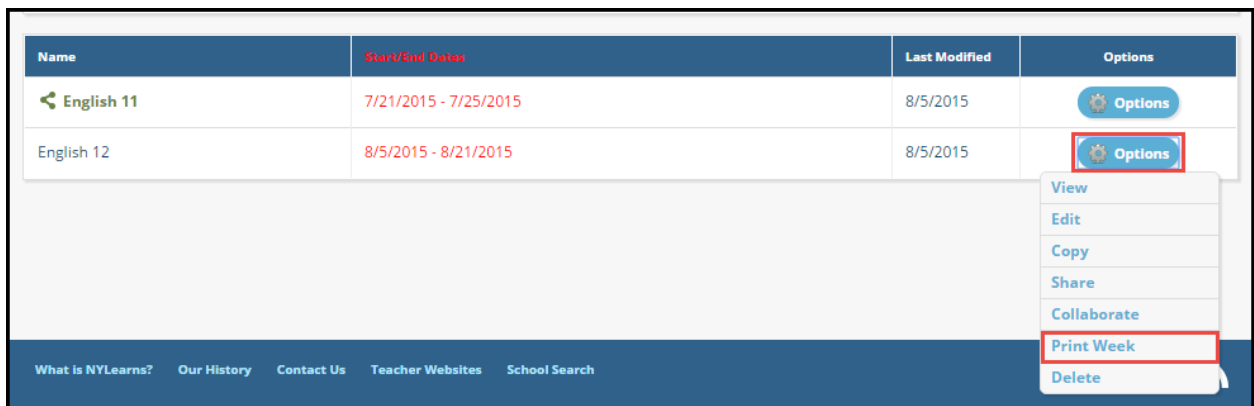 Name Start/End Dates Last Modified Options
English 11 7/21/2015 - 7/25/2015 8/5/2015 Options
English 12 8/5/2015 - 8/21/2015 8/5/2015 Options
View
Edit
Copy
Share
Collaborate
Print Week
Delete
What is NYLearns? Our History Contact Us Teacher Websites School Search